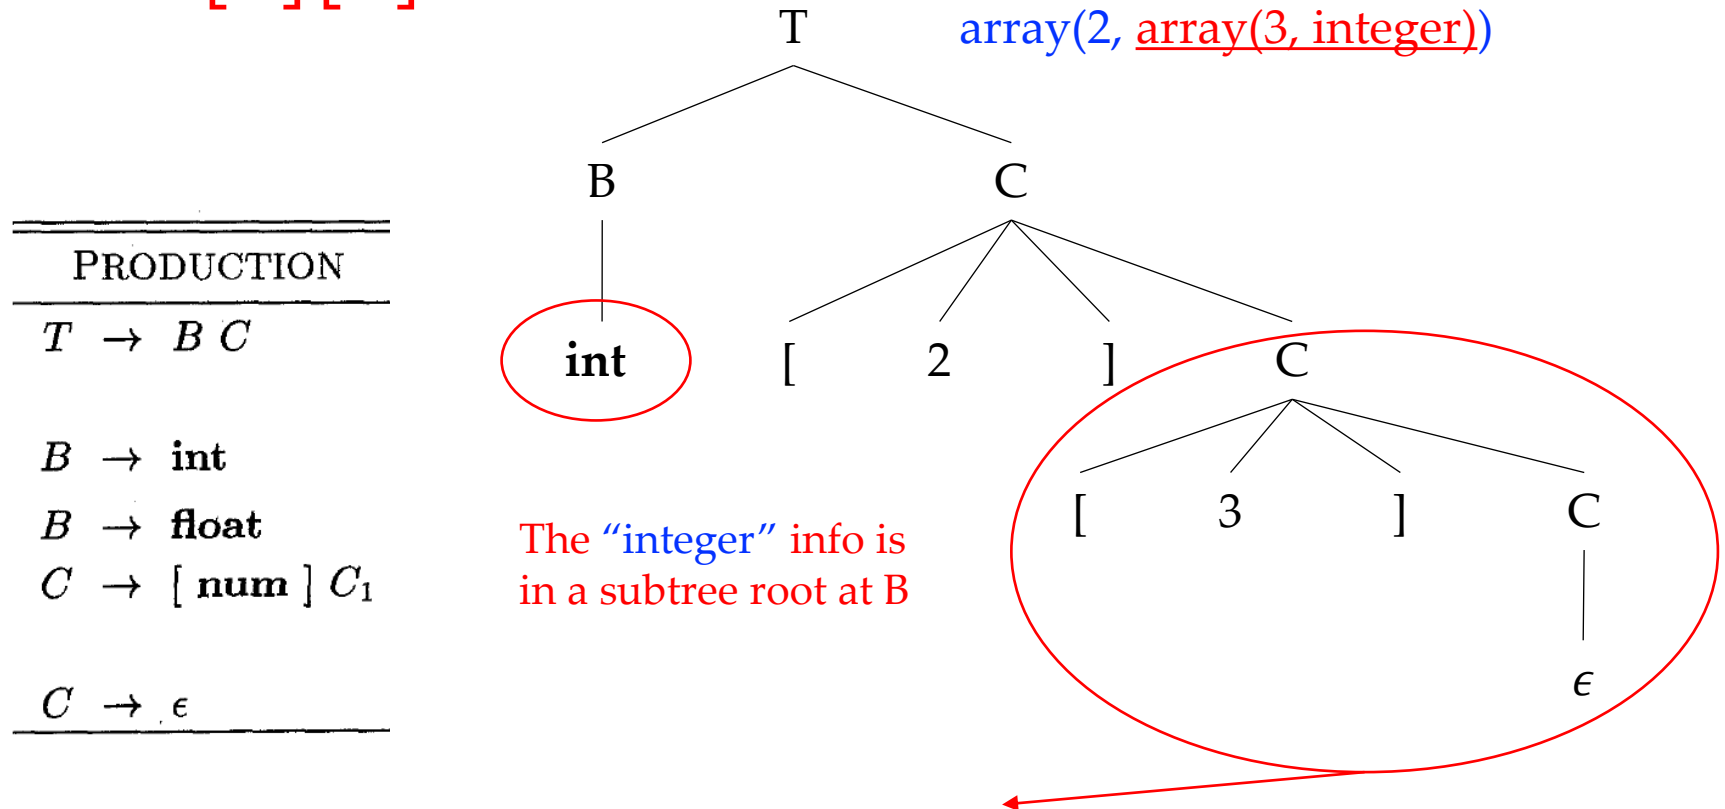 [ ] [ ]
T
array(2, array(3, integer))
B
C
PRODUCTION
T → B C
int
[
2
]
C
B → int
B → float
[
3
]
C
The “integer” info is
in a subtree root at B
C → [ num ] C₁
C → ϵ
ϵ